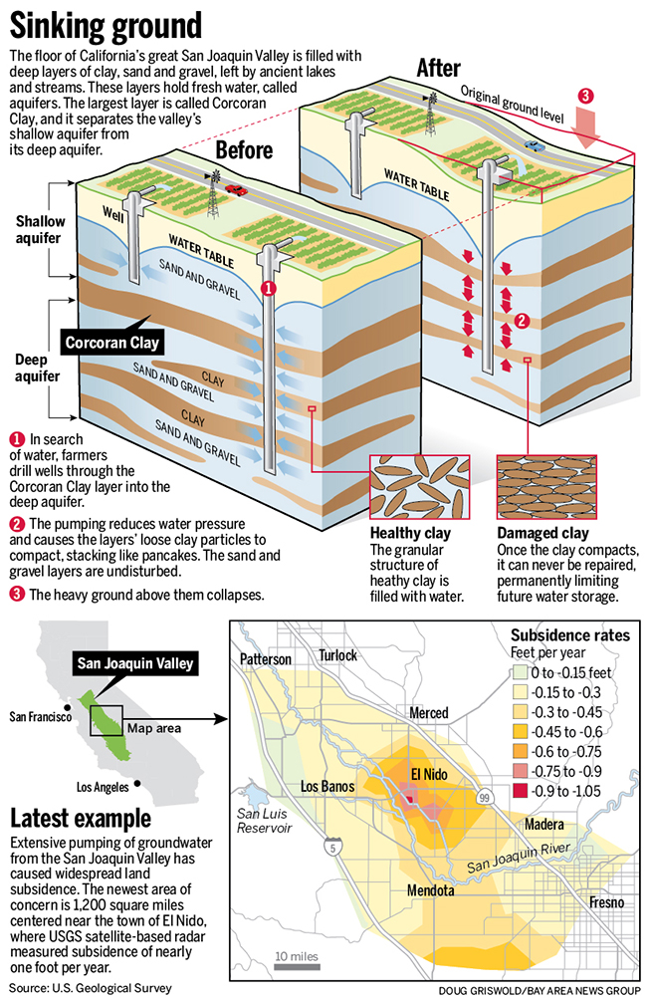 Sinking ground
The floor of California's great San Joaquin Valley is filled with
deep layers of clay, sand and gravel, left by ancient lakes
and streams. These layers hold fresh water, called
aquifers. The largest layer is called Corcoran
Clay, and it separates the valley's
shallow aquifer from
its deep aquifer.
After
Original ground level
3
WATER TABLE
2
Before
Shallow
aquifer
Well
WATER TABLE
SAND AND GRAVEL
1
Corcoran Clay
Deep
aquifer
CLAY
SAND AND GRAVEL
CLAY
SAND AND GRAVEL
1 In search
of water, farmers
drill wells through the
Corcoran Clay layer into the
deep aquifer.
2 The pumping reduces water pressure
and causes the layers' loose clay particles to
compact, stacking like pancakes. The sand and
gravel layers are undisturbed.
3 The heavy ground above them collapses.
Healthy clay
The granular
structure of
heathy clay is
filled with water.
Damaged clay
Once the clay compacts,
it can never be repaired,
permanently limiting
future water storage.
San Joaquin Valley
San Francisco
Map area
Los Angeles
Latest example
Extensive pumping of groundwater
from the San Joaquin Valley has
caused widespread land
subsidence. The newest area of
concern is 1,200 square miles
centered near the town of El Nido,
where USGS satellite-based radar
measured subsidence of nearly
one foot per year.
Source: U.S. Geological Survey
Subsidence rates
Feet per year
0 to -0.15 feet
-0.15 to -0.3
-0.3 to -0.45
-0.45 to -0.6
-0.6 to -0.75
-0.75 to -0.9
-0.9 to -1.05
Patterson
Turlock
Merced
El Nido
Los Banos
99
San Luis
Reservoir
5
Madera
San Joaquin River
Mendota
Fresno
10 miles
DOUG GRISWOLD/BAY AREA NEWS GROUP